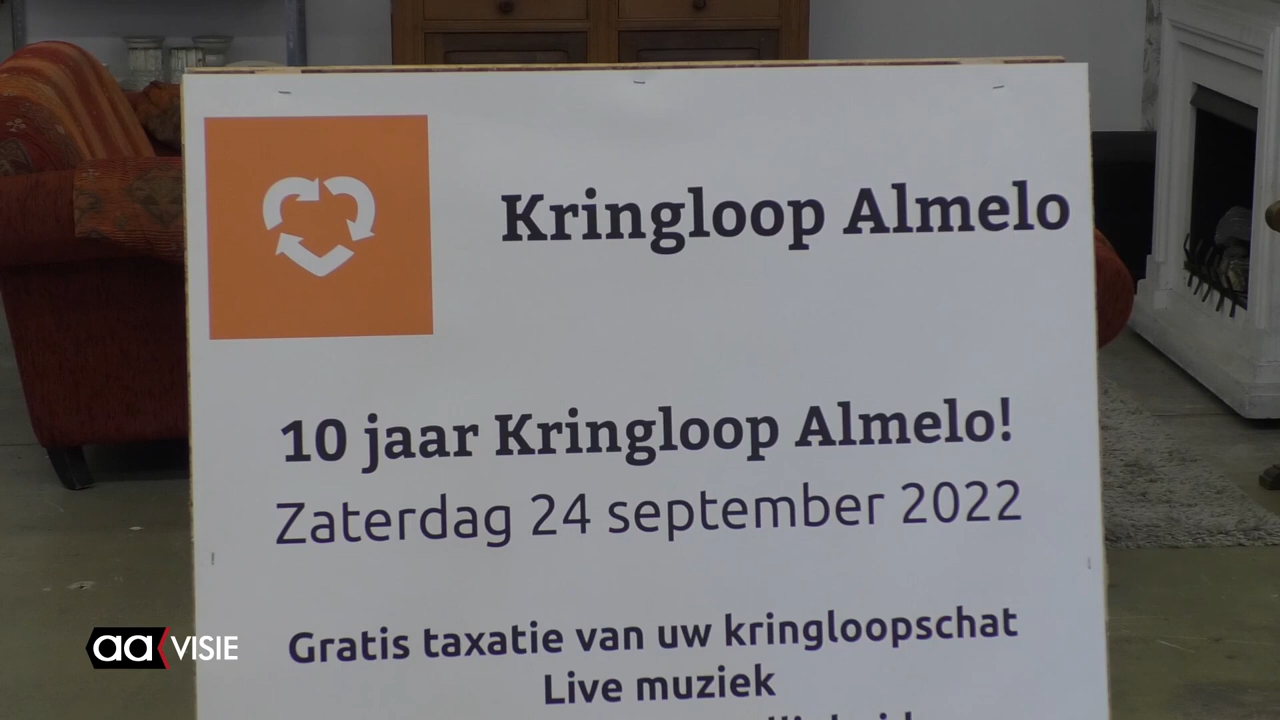 Kringloop Almelo
10 jaar Kringloop Almelo!
Zaterdag 24 september 2022
Gratis taxatie van uw kringloopschat
Live muziek
aa VISIE